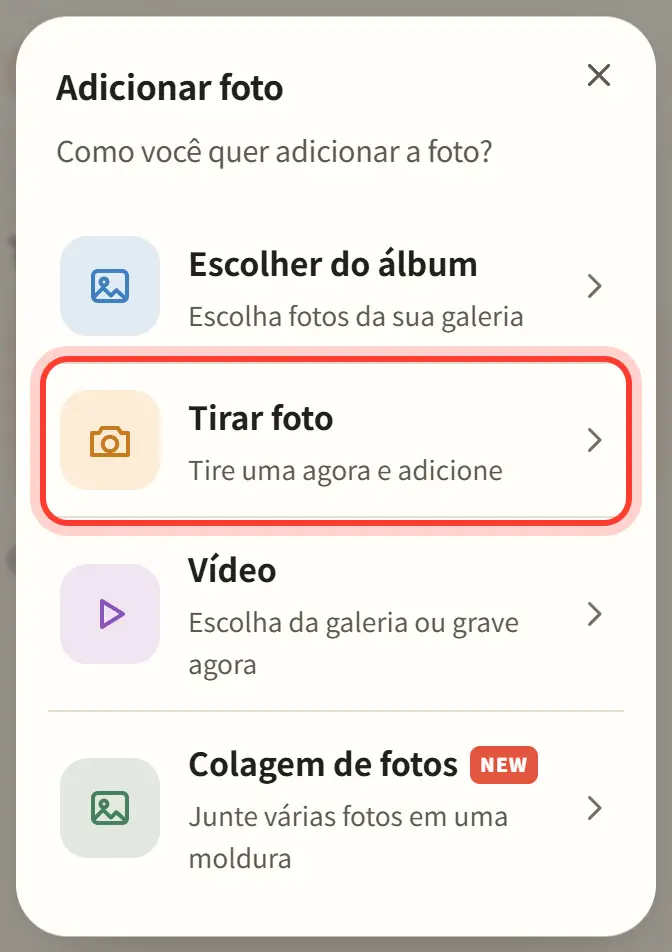 Adicionar foto
Como você quer adicionar a foto?
Escolher do álbum
Escolha fotos da sua galeria
Tirar foto
Tire uma agora e adicione
Vídeo
Escolha da galeria ou grave
agora
Colagem de fotos NEW
Junte várias fotos em uma
moldura